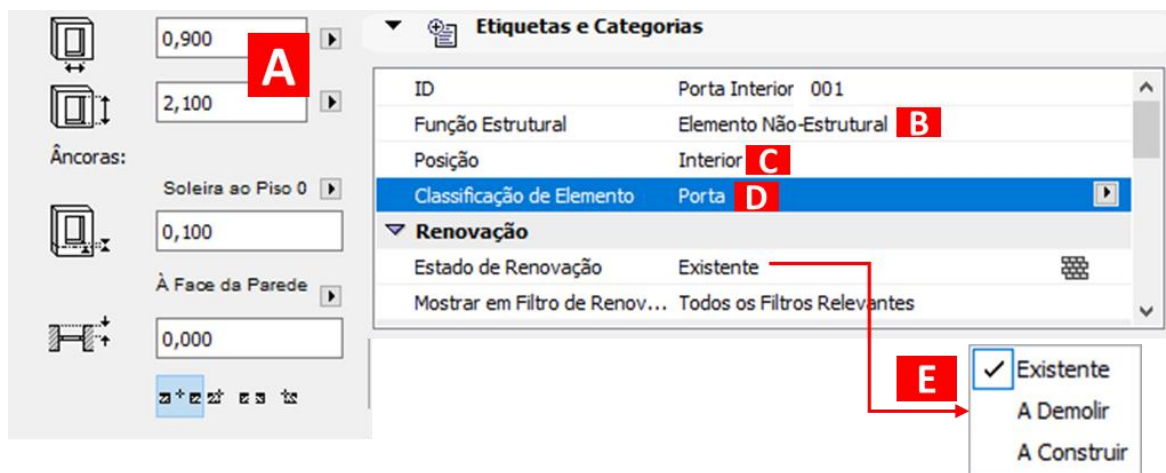 0,900
A
2,100
Âncoras:
Soleira ao Piso 0
0,100
À Face da Parede
0,000
Etiquetas e Categorias
ID Porta Interior 001
Função Estrutural Elemento Não-Estrutural B
Posição Interior C
Classificação de Elemento Porta D
Renovação
Estado de Renovação Existente
Mostrar em Filtro de Renov... Todos os Filtros Relevantes
E
Existente
A Demolir
A Construir